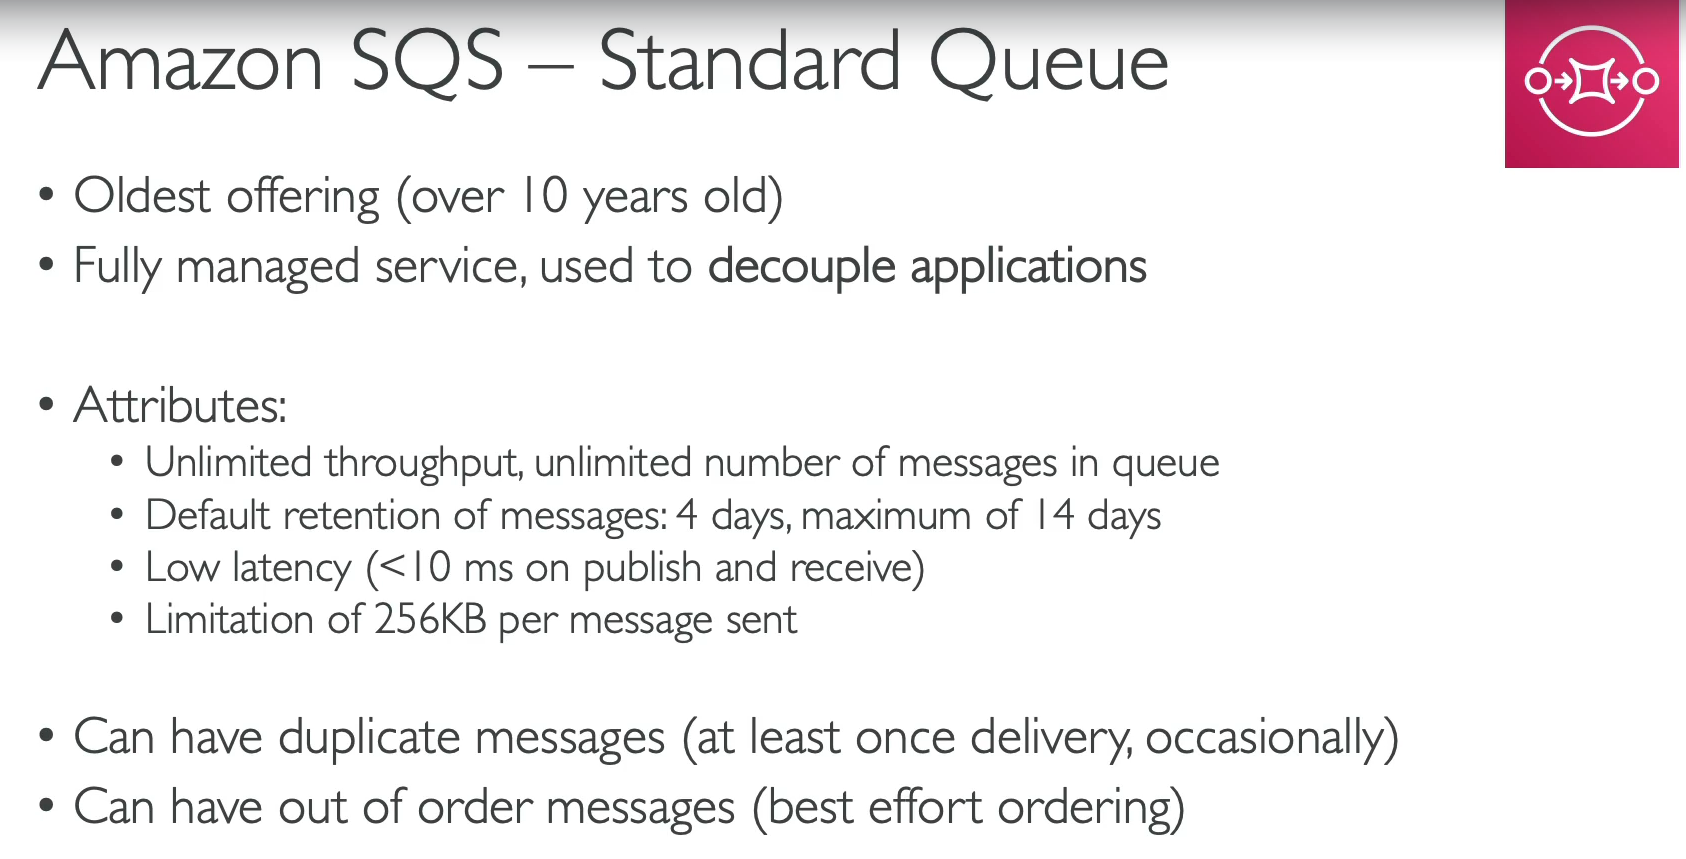 Amazon SQS – Standard Queue
• Oldest offering (over 10 years old)
• Fully managed service, used to decouple applications
• Attributes:
• Unlimited throughput, unlimited number of messages in queue
• Default retention of messages: 4 days, maximum of 14 days
• Low latency (<10 ms on publish and receive)
• Limitation of 256KB per message sent
• Can have duplicate messages (at least once delivery, occasionally)
• Can have out of order messages (best effort ordering)